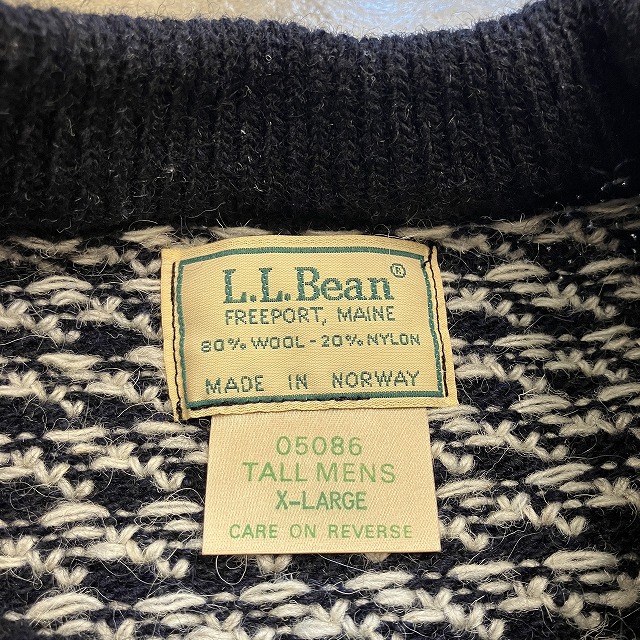 L.L.Bean®
FREEPORT, MAINE
80% WOOL - 20% NYLON
MADE IN NORWAY
05086
TALL MENS
X-LARGE
CARE ON REVERSE